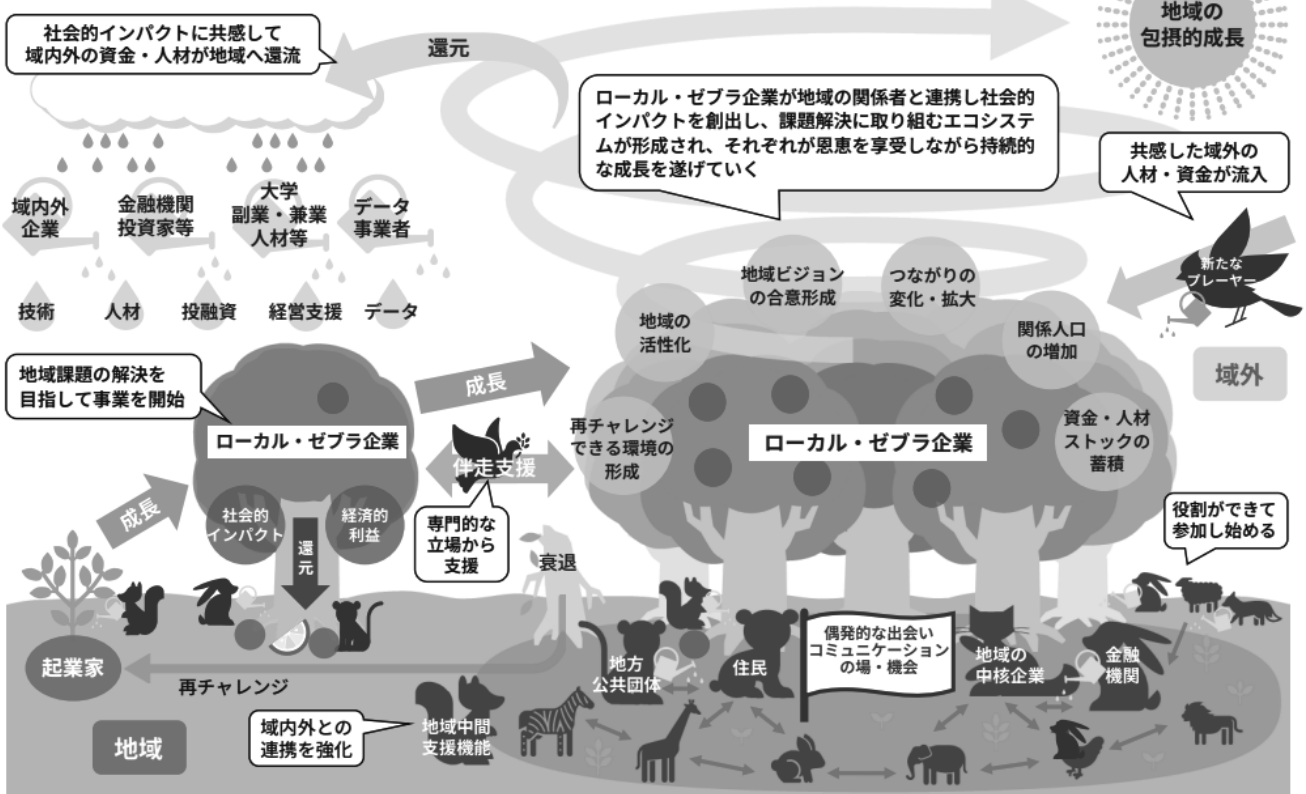 社会的インパクトに共感して
域内外の資金・人材が地域へ還流
還元
地域の
包摂的成長
ローカル・ゼブラ企業が地域の関係者と連携し社会的
インパクトを創出し、課題解決に取り組むエコシステ
ムが形成され、それぞれが恩恵を享受しながら持続的
な成長を遂げていく
共感した域外の
人材・資金が流入
域内外
企業
金融機関
投資家等
大学
副業・兼業
人材等
データ
事業者
新たな
プレーヤー
技術
人材
投融資
経営支援
データ
地域ビジョン
の合意形成
つながりの
変化・拡大
地域の
活性化
関係人口
の増加
域外
地域課題の解決を
目指して事業を開始
成長
ローカル・ゼブラ企業
再チャレンジ
できる環境の
形成
ローカル・ゼブラ企業
資金・人材
ストックの
蓄積
伴走支援
成長
社会的
インパクト
経済的
利益
還元
専門的な
立場から
支援
衰退
役割ができて
参加し始める
起業家
再チャレンジ
地方
公共団体
住民
偶発的な出会い
コミュニケーション
の場・機会
地域の
中核企業
金融
機関
地域
域内外との
連携を強化
地域中間
支援機能